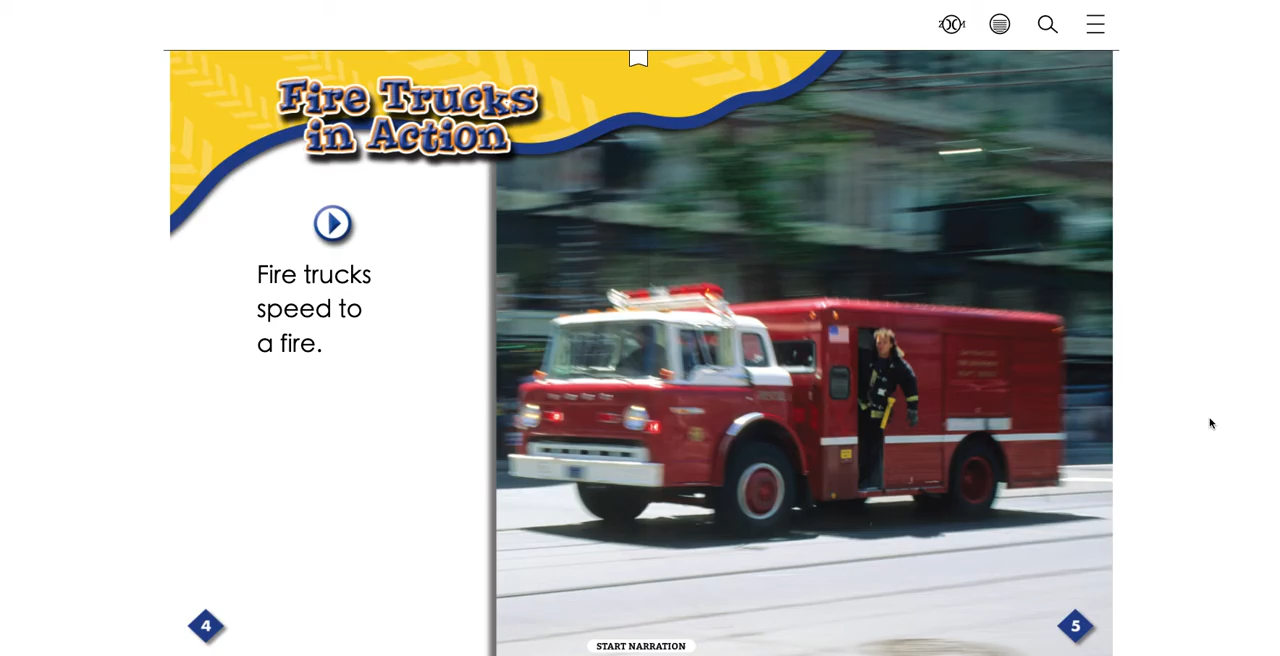 Fire Trucks
in Action
Fire trucks
speed to
a fire.
4
5
START NARRATION